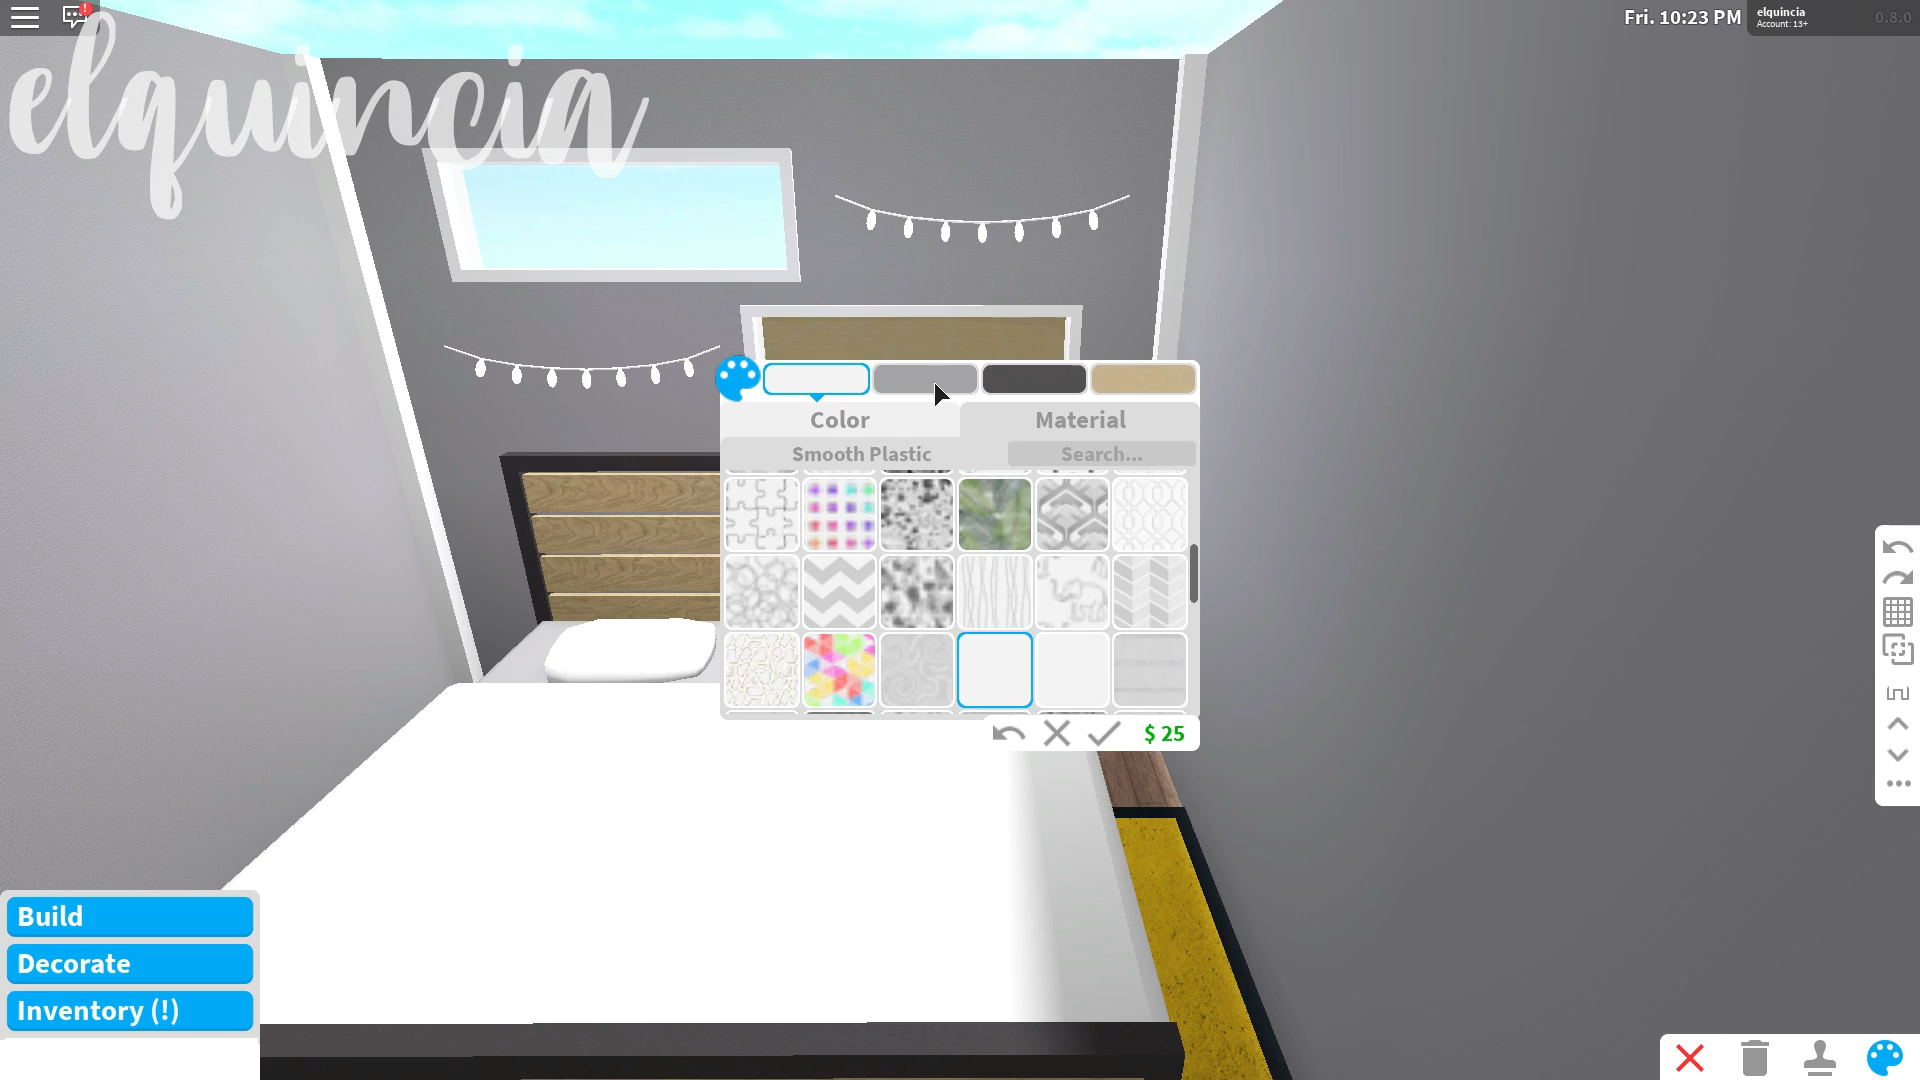 Fri. 10:23 PM
elquincia
Account: 13+
0.8.0
elquincia
Color
Material
Smooth Plastic
Search...
$ 25
Build
Decorate
Inventory (!)